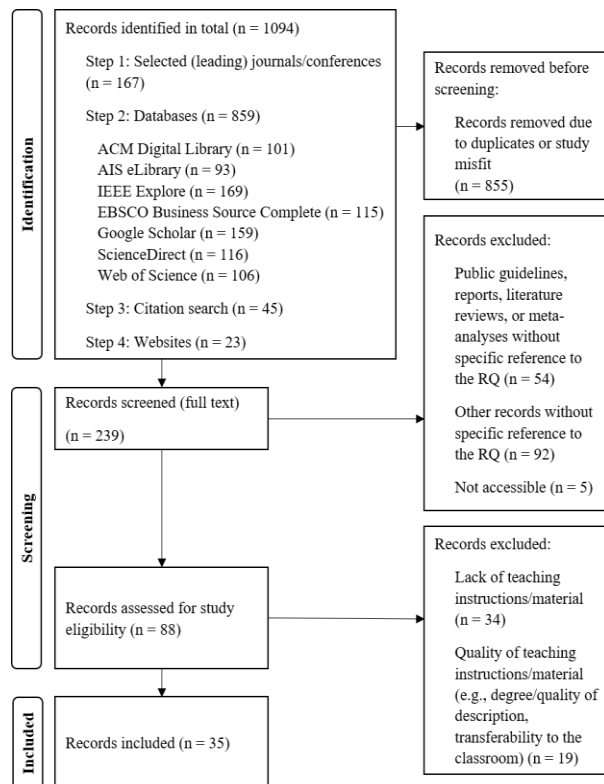 Identification
Records identified in total (n = 1094)
Step 1: Selected (leading) journals/conferences
(n = 167)
Step 2: Databases (n = 859)
ACM Digital Library (n = 101)
AIS eLibrary (n = 93)
IEEE Explore (n = 169)
EBSCO Business Source Complete (n = 115)
Google Scholar (n = 159)
ScienceDirect (n = 116)
Web of Science (n = 106)
Step 3: Citation search (n = 45)
Step 4: Websites (n = 23)
Records removed before
screening:
Records removed due
to duplicates or study
misfit
(n = 855)
Screening
Records screened (full text)
(n = 239)
Records excluded:
Public guidelines,
reports, literature
reviews, or meta-
analyses without
specific reference to
the RQ (n = 54)
Other records without
specific reference to
the RQ (n = 92)
Not accessible (n = 5)
Records assessed for study
eligibility (n = 88)
Records excluded:
Lack of teaching
instructions/material
(n = 34)
Quality of teaching
instructions/material
(e.g., degree/quality of
description,
transferability to the
classroom) (n = 19)
Included
Records included (n = 35)